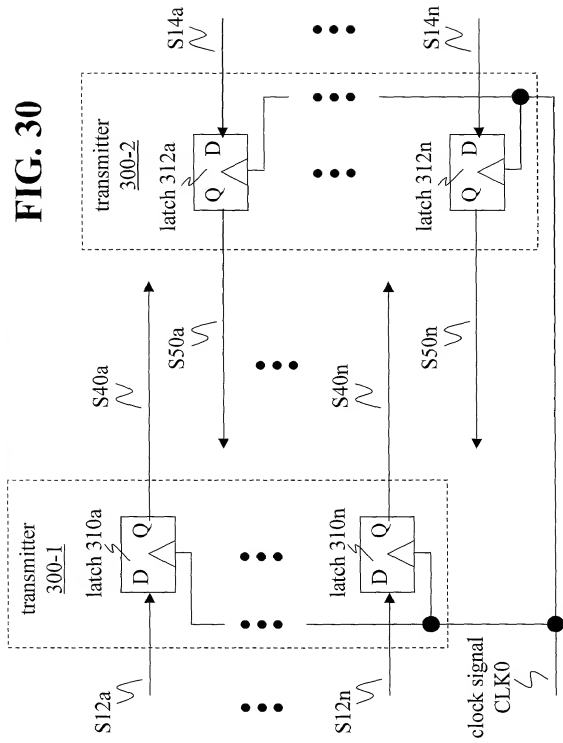 FIG. 30
transmitter
300-1
latch 310a
D
Q
latch 310n
D
Q
S12a
S12n
S40a
S40n
S50a
S50n
transmitter
300-2
latch 312a
Q
D
latch 312n
Q
D
S14a
S14n
clock signal
CLK0